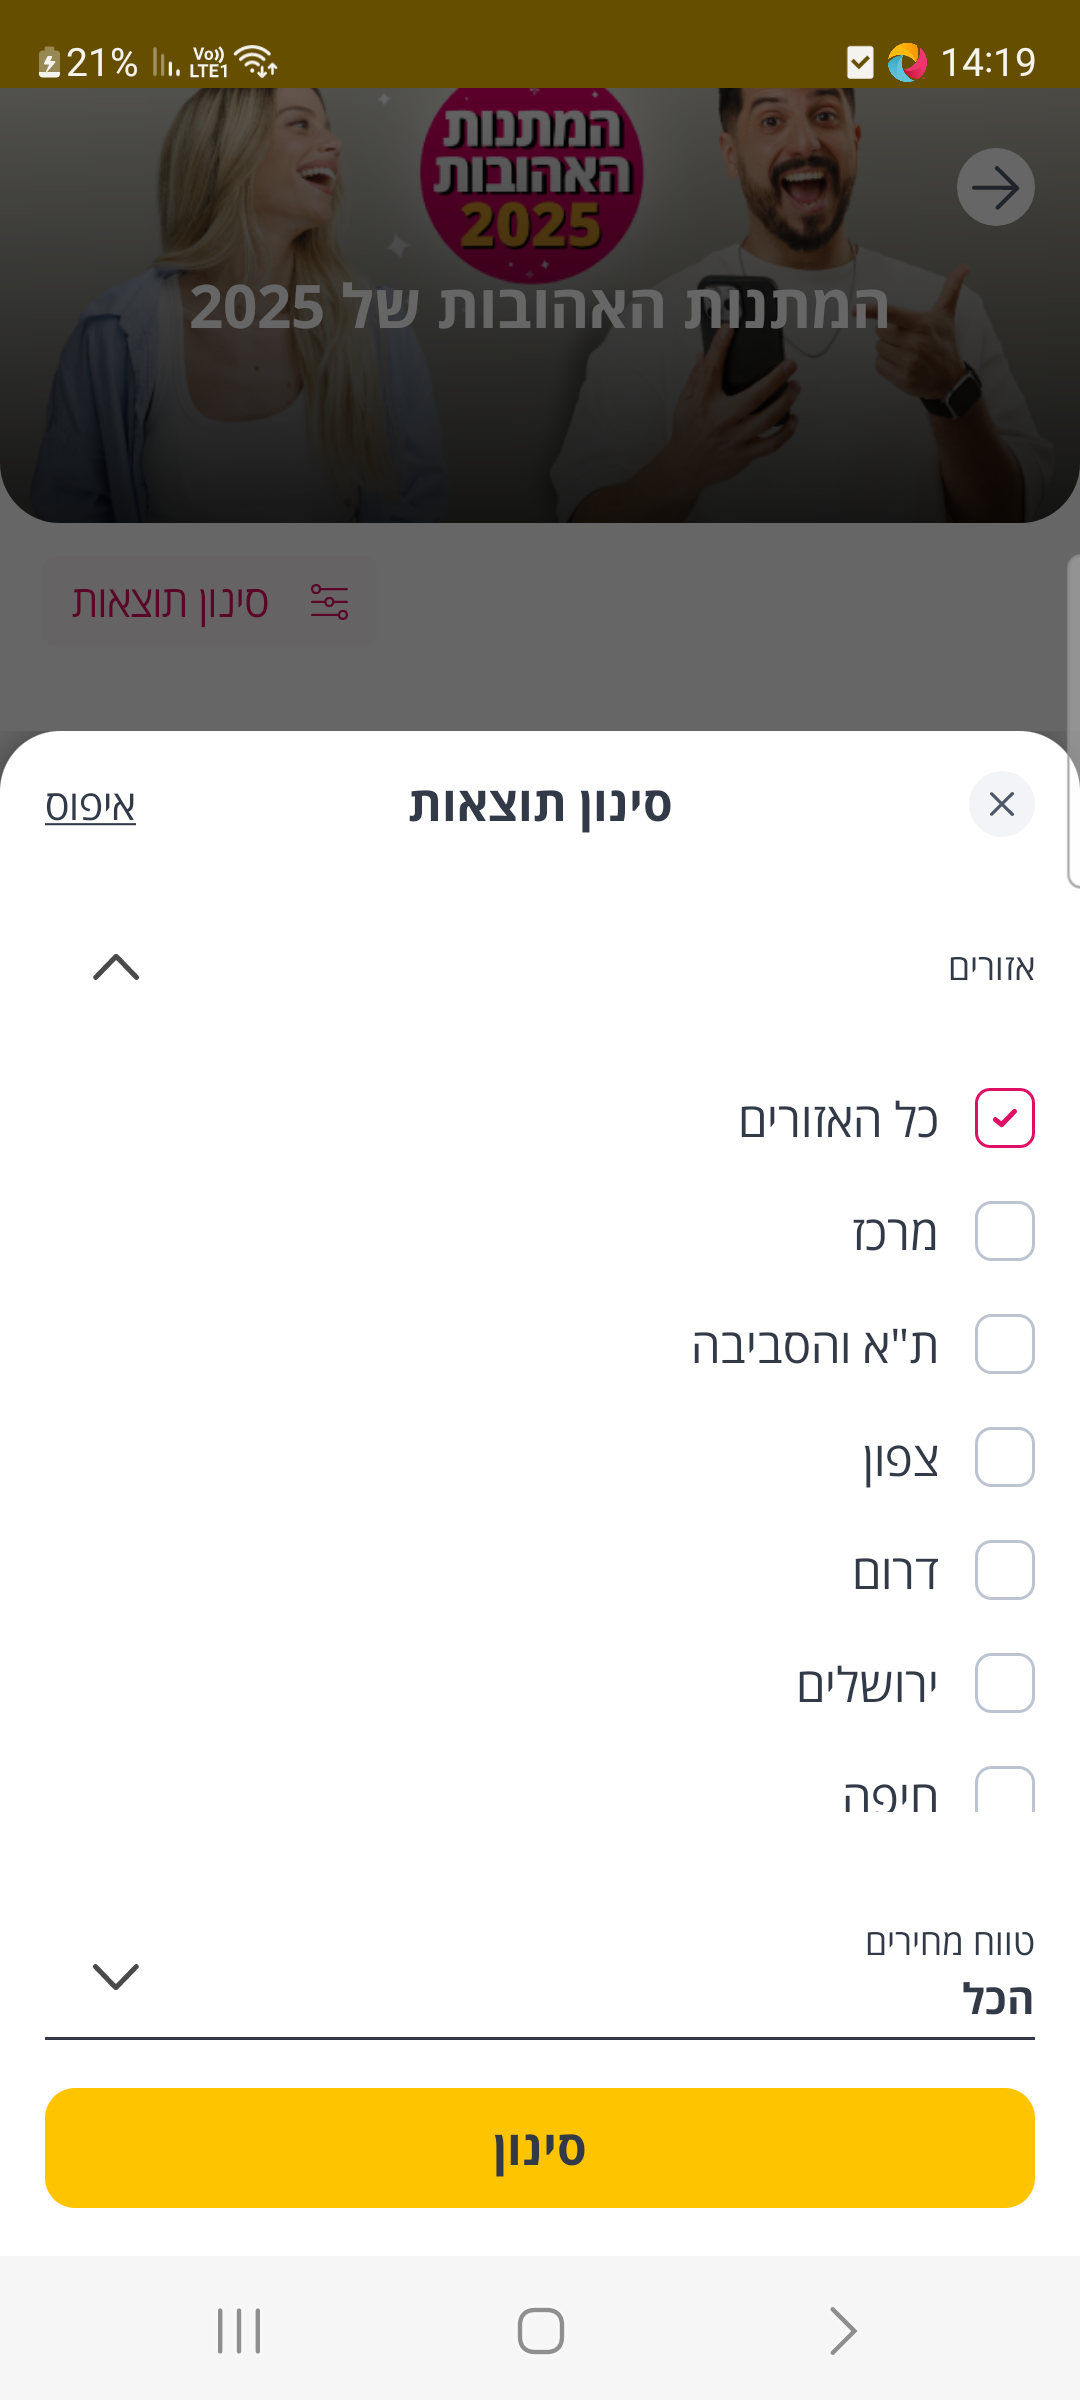 21%
Vo))
LTE1
14:19
המתנות
האהובות
2025
המתנות האהובות של 2025
סינון תוצאות
סינון תוצאות
איפוס
אזורים
כל האזורים
מרכז
ת"א והסביבה
צפון
דרום
ירושלים
חיפה
טווח מחירים
הכל
סינון